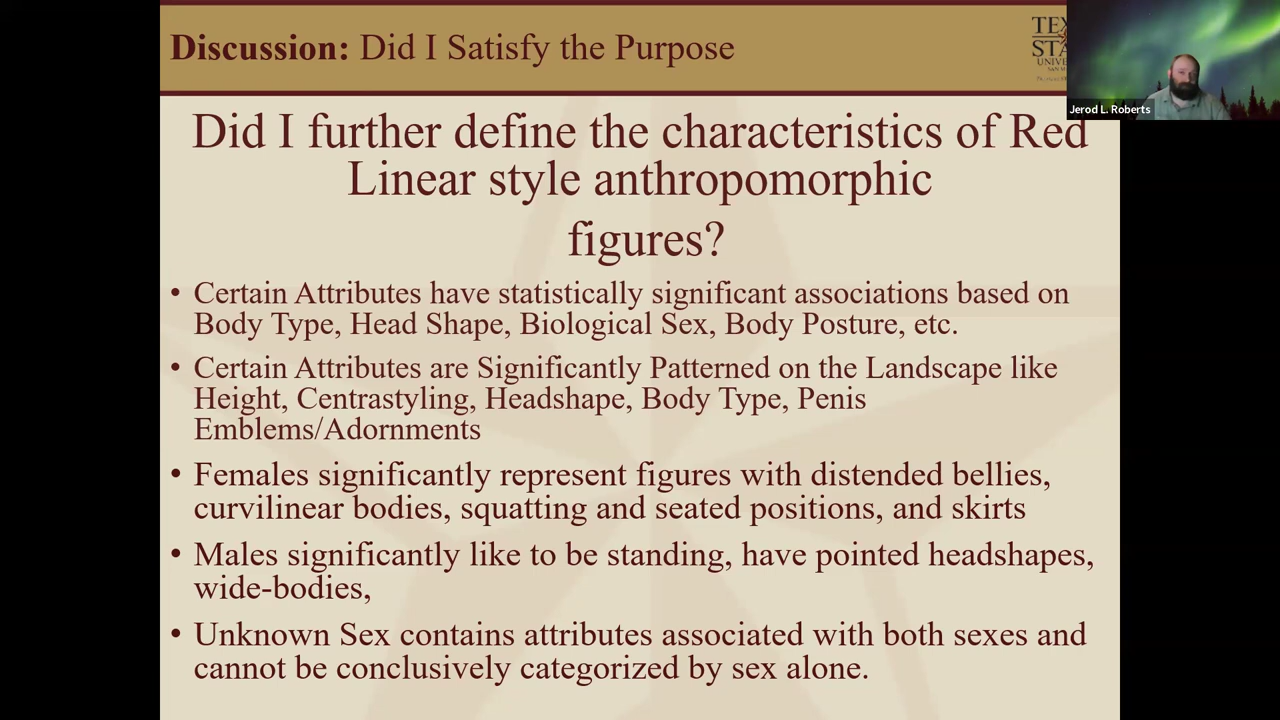 Discussion: Did I Satisfy the Purpose
Jerod L. Roberts
Did I further define the characteristics of Red
Linear style anthropomorphic
figures?
• Certain Attributes have statistically significant associations based on
Body Type, Head Shape, Biological Sex, Body Posture, etc.
• Certain Attributes are Significantly Patterned on the Landscape like
Height, Centrastyling, Headshape, Body Type, Penis
Emblems/Adornments
• Females significantly represent figures with distended bellies,
curvilinear bodies, squatting and seated positions, and skirts
• Males significantly like to be standing, have pointed headshapes,
wide-bodies,
• Unknown Sex contains attributes associated with both sexes and
cannot be conclusively categorized by sex alone.